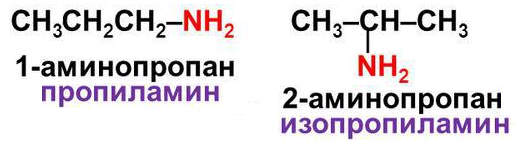 CH₃CH₂CH₂–NH₂
1-аминопропан
пропиламин
CH₃–CH–CH₃
NH₂
2-аминопропан
изопропиламин